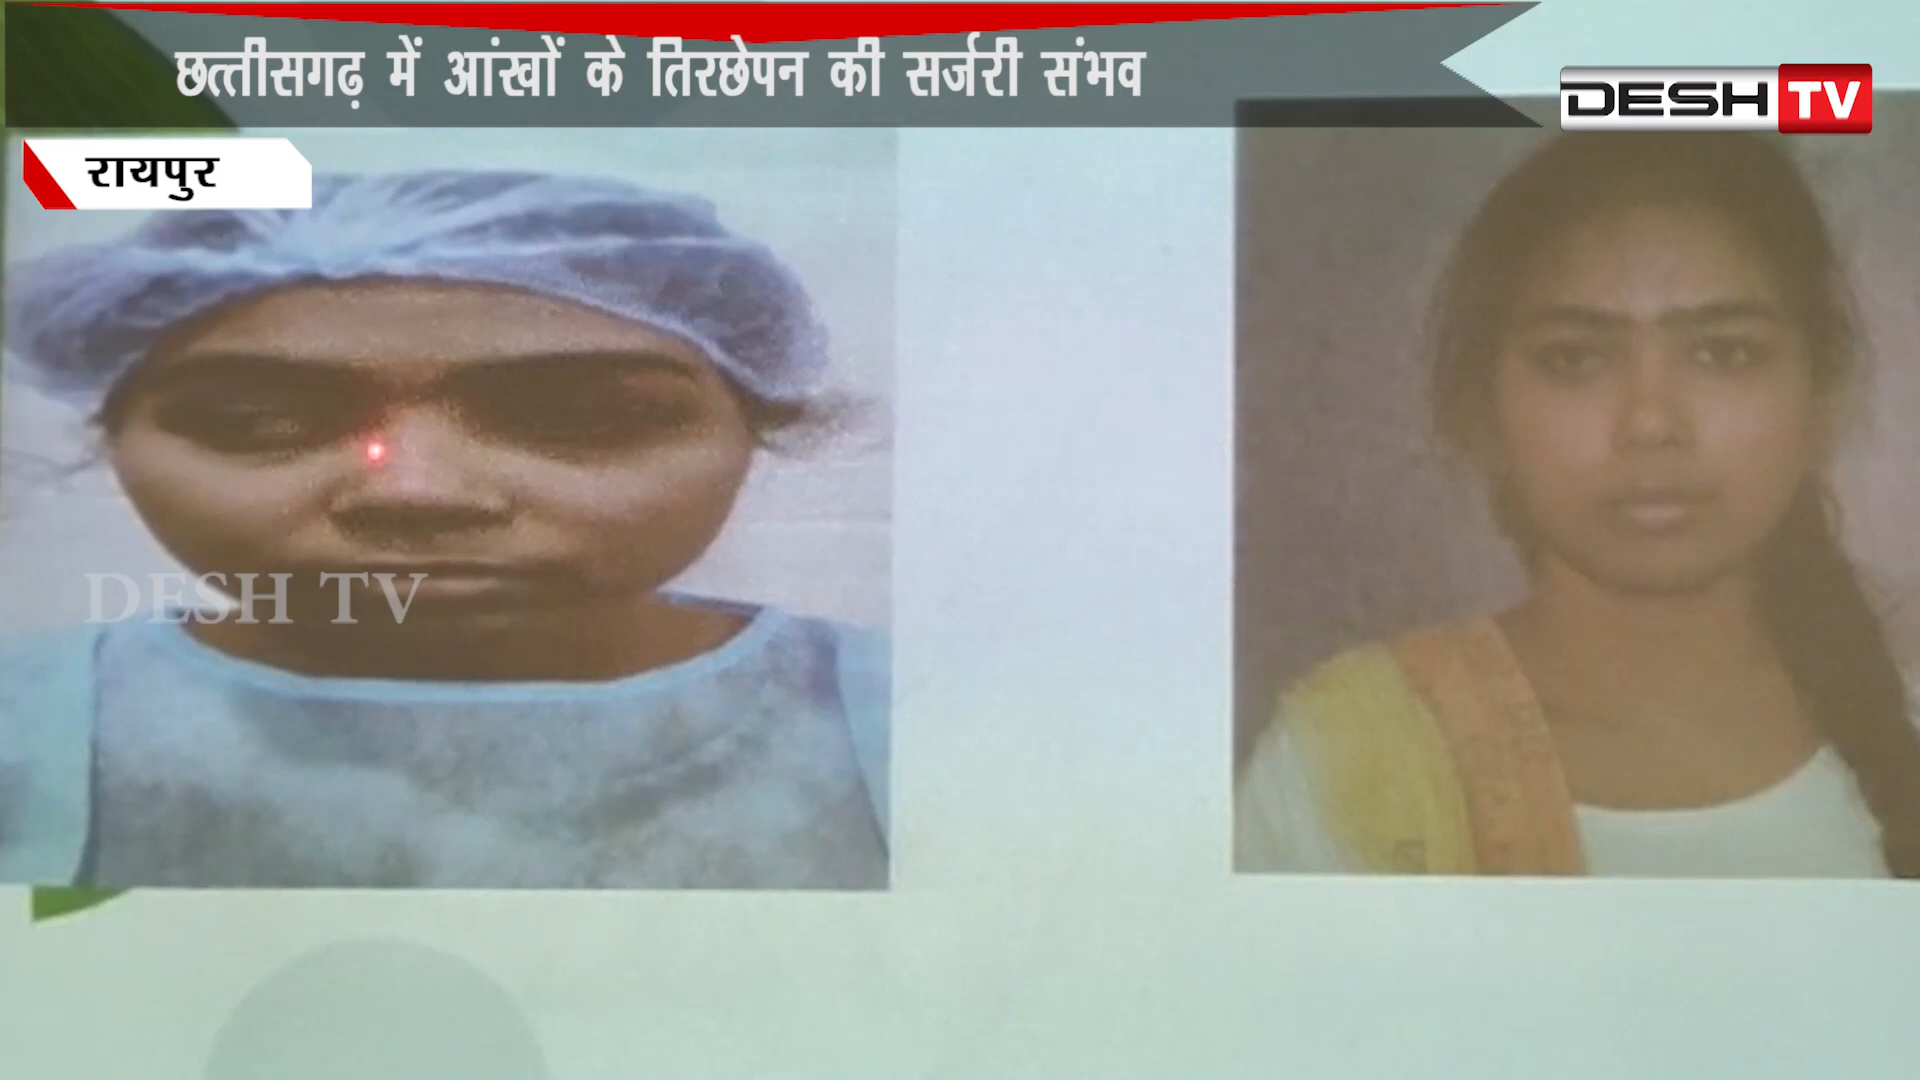 छत्तीसगढ़ में आंखों के तिरछेपन की सर्जरी संभव
DESH TV
रायपुर
DESH TV